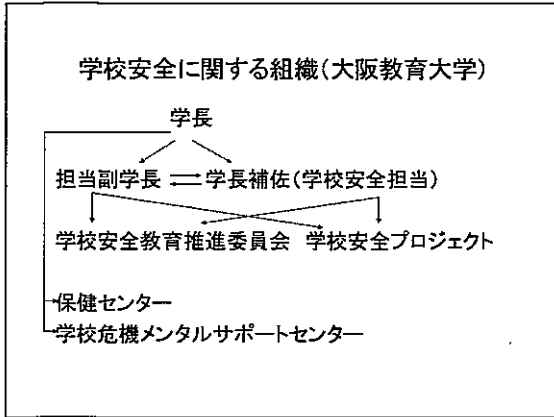 学校安全に関する組織(大阪教育大学)
学長
担当副学長 学長補佐(学校安全担当)
学校安全教育推進委員会 学校安全プロジェクト
保健センター
学校危機メンタルサポートセンター